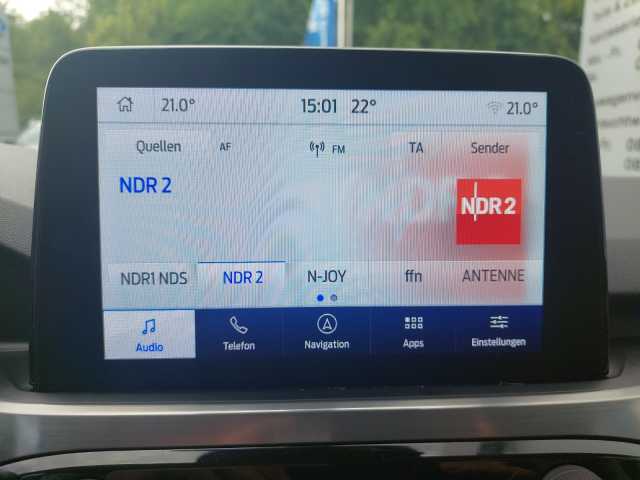 21.0° 15:01 22° 21.0°
Quellen AF FM TA Sender
NDR 2
NDR 2
NDR1 NDS NDR 2 N-JOY ffn ANTENNE
Audio Telefon Navigation Apps Einstellungen